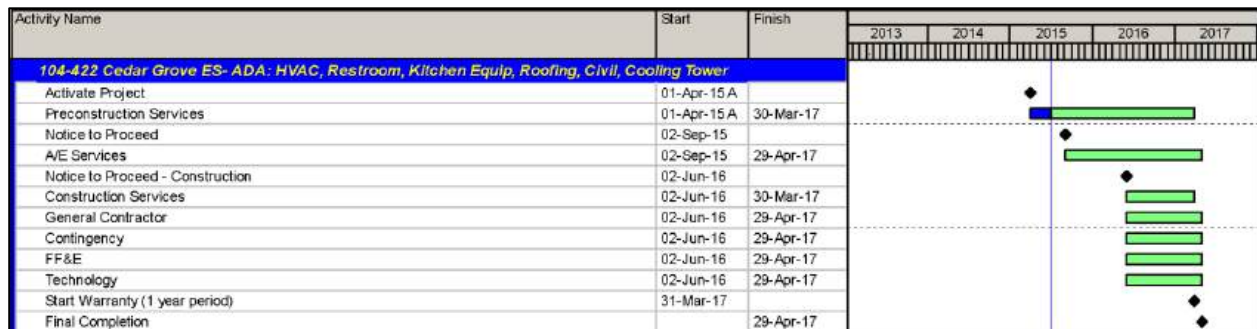 Activity Name Start Finish
2013 2014 2015 2016 2017
104-422 Cedar Grove ES- ADA: HVAC, Restroom, Kitchen Equip, Roofing, Civil, Cooling Tower
Activate Project 01-Apr-15 A
Preconstruction Services 01-Apr-15 A 30-Mar-17
Notice to Proceed 02-Sep-15
A/E Services 02-Sep-15 29-Apr-17
Notice to Proceed - Construction 02-Jun-16
Construction Services 02-Jun-16 30-Mar-17
General Contractor 02-Jun-16 29-Apr-17
Contingency 02-Jun-16 29-Apr-17
FF&E 02-Jun-16 29-Apr-17
Technology 02-Jun-16 29-Apr-17
Start Warranty (1 year period) 31-Mar-17
Final Completion 29-Apr-17